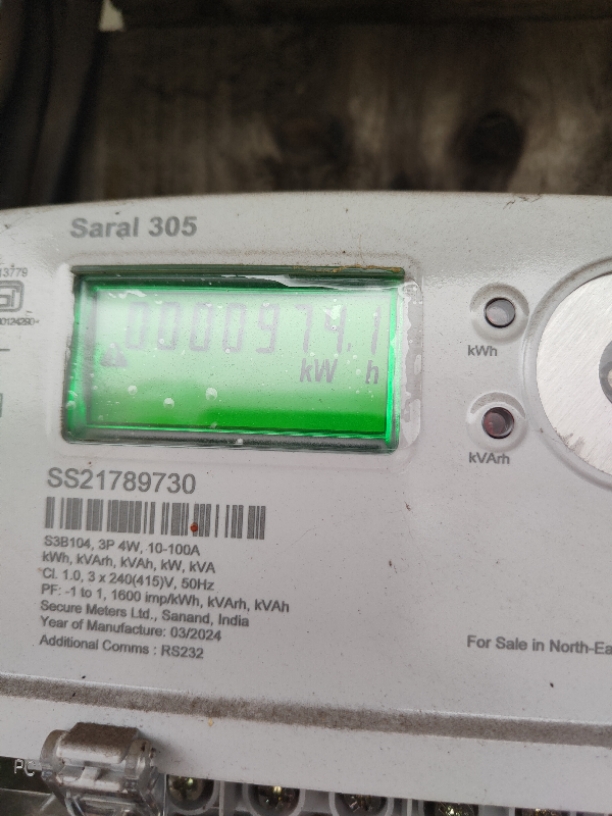 Saral 305
13779
0000974.1
kW h
kWh
kVArh
SS21789730
S3B104, 3P 4W, 10-100A
kWh, kVArh, kVAh, kW, kVA
Cl. 1.0, 3 x 240(415)V, 50Hz
PF: -1 to 1, 1600 imp/kWh, kVArh, kVAh
Secure Meters Ltd., Sanand, India
Year of Manufacture: 03/2024
Additional Comms : RS232
For Sale in North-Ea